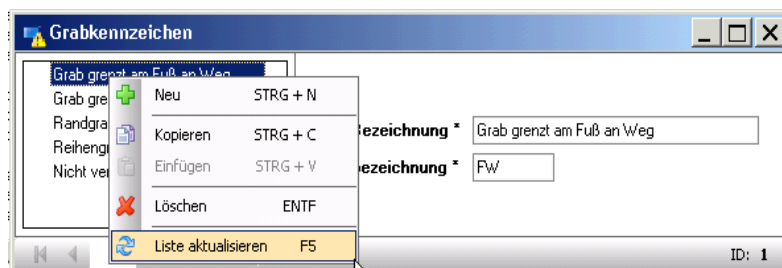 Grabkennzeichen
Grab grenzt am Fuß an Weg
Grab gre
Randgra
Reihengr
Nicht ver
Neu STRG + N
Kopieren STRG + C
Einfügen STRG + V
Löschen ENTF
Liste aktualisieren F5
Bezeichnung * Grab grenzt am Fuß an Weg
bezeichnung * FW
ID: 1